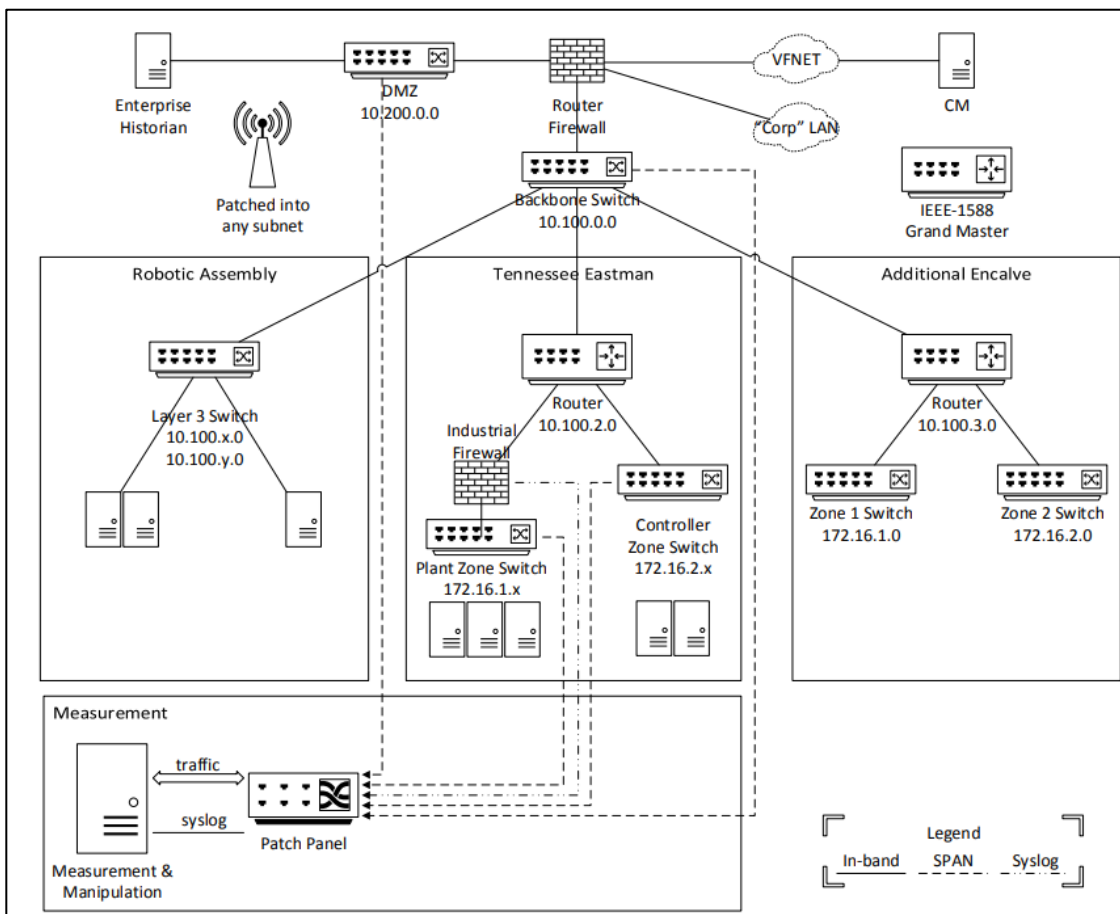 Enterprise
Historian
DMZ
10.200.0.0
Router
Firewall
VFNET
CM
"Corp" LAN
Patched into
any subnet
Backbone Switch
10.100.0.0
IEEE-1588
Grand Master
Robotic Assembly
Layer 3 Switch
10.100.x.0
10.100.y.0
Tennessee Eastman
Router
10.100.2.0
Industrial
Firewall
Plant Zone Switch
172.16.1.x
Controller
Zone Switch
172.16.2.x
Additional Encalve
Router
10.100.3.0
Zone 1 Switch
172.16.1.0
Zone 2 Switch
172.16.2.0
Measurement
traffic
syslog
Patch Panel
Measurement &
Manipulation
Legend
In-band SPAN Syslog